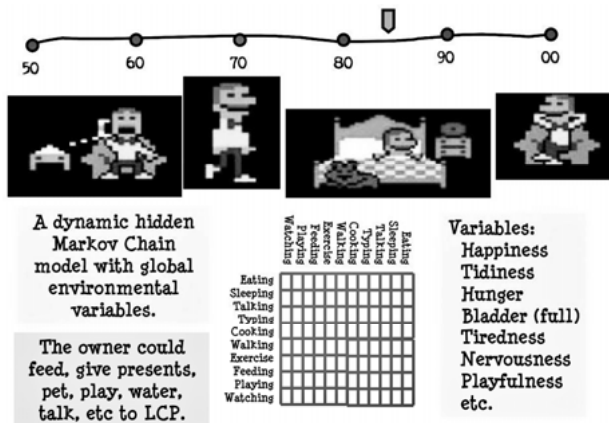 50 60 70 80 90 00
A dynamic hidden
Markov Chain
model with global
environmental
variables.
The owner could
feed, give presents,
pet, play, water,
talk, etc to LCP.
Watching
Playing
Feeding
Exercise
Walking
Cooking
Typing
Talking
Sleeping
Eating
Eating
Sleeping
Talking
Typing
Cooking
Walking
Exercise
Feeding
Playing
Watching
Variables:
Happiness
Tidiness
Hunger
Bladder (full)
Tiredness
Nervousness
Playfulness
etc.